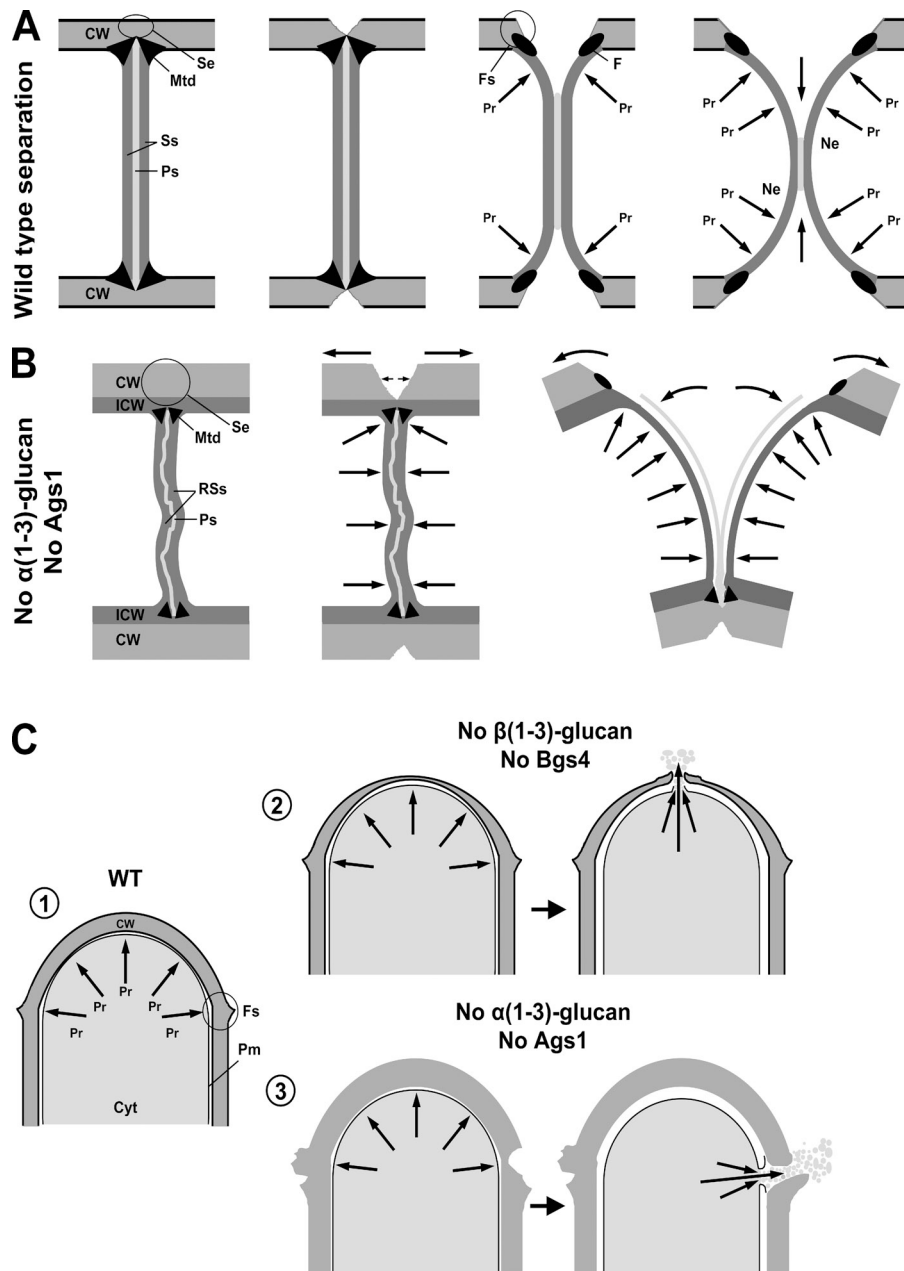 A
Wild type separation
CW
Se
Mtd
Ss
Ps
CW
Fs
F
Pr
Pr
Pr
Pr
Pr
Pr
Pr
Pr
Ne
Ne
Pr
Pr
Pr
Pr
B
No α(1-3)-glucan
No Ags1
CW
ICW
Se
Mtd
RSs
Ps
ICW
CW
C
No β(1-3)-glucan
No Bgs4
2
WT
1
CW
Pr
Pr
Pr
Pr
Pr
Fs
Pm
Cyt
No α(1-3)-glucan
No Ags1
3